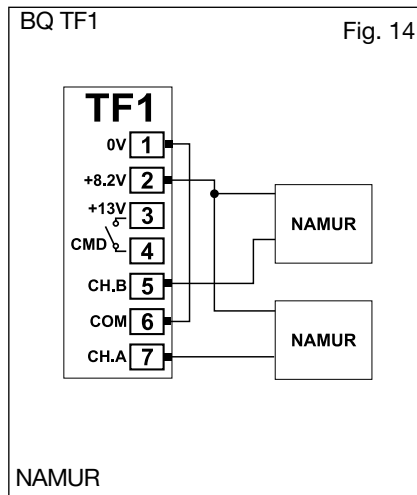 BQ TF1
Fig. 14
TF1
0V 1
+8.2V 2
+13V 3
CMD 4
CH.B 5
COM 6
CH.A 7
NAMUR
NAMUR
NAMUR